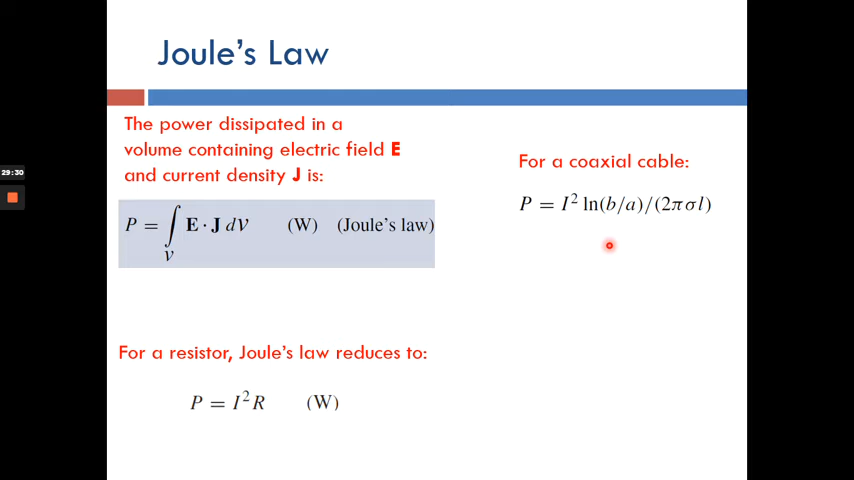 Joule's Law
The power dissipated in a
volume containing electric field E
and current density J is:
P = ∫ᵥ E · J dV (W) (Joule's law)
For a resistor, Joule's law reduces to:
P = I²R (W)
For a coaxial cable:
P = I² ln(b/a)/(2πσl)
29:30